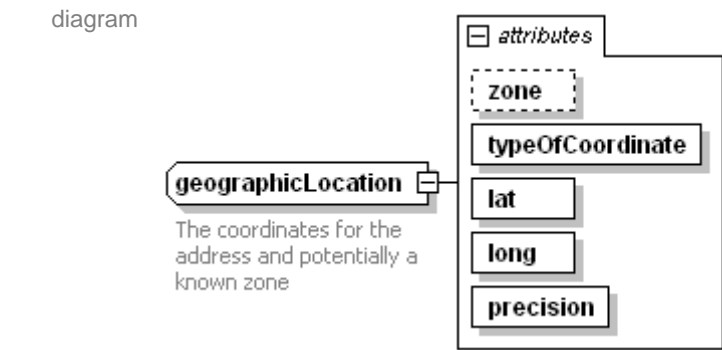 diagram
attributes
zone
typeOfCoordinate
geographicLocation
lat
The coordinates for the
address and potentially a
known zone
long
precision